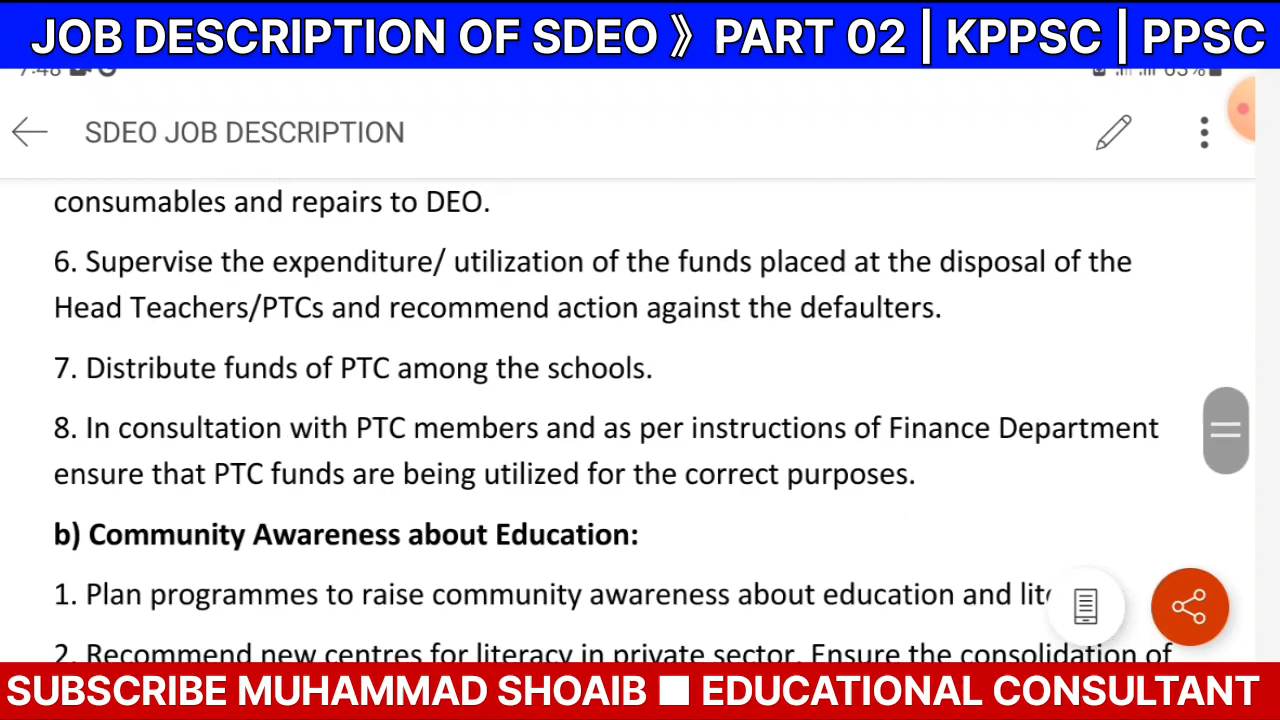 JOB DESCRIPTION OF SDEO 》PART 02 | KPPSC | PPSC
7:48 63%
SDEO JOB DESCRIPTION
consumables and repairs to DEO.
6. Supervise the expenditure/ utilization of the funds placed at the disposal of the
Head Teachers/PTCs and recommend action against the defaulters.
7. Distribute funds of PTC among the schools.
8. In consultation with PTC members and as per instructions of Finance Department
ensure that PTC funds are being utilized for the correct purposes.
b) Community Awareness about Education:
1. Plan programmes to raise community awareness about education and
2. Recommend new centres for literacy in private sector. Ensure the consolidation of
SUBSCRIBE MUHAMMAD SHOAIB ■ EDUCATIONAL CONSULTANT